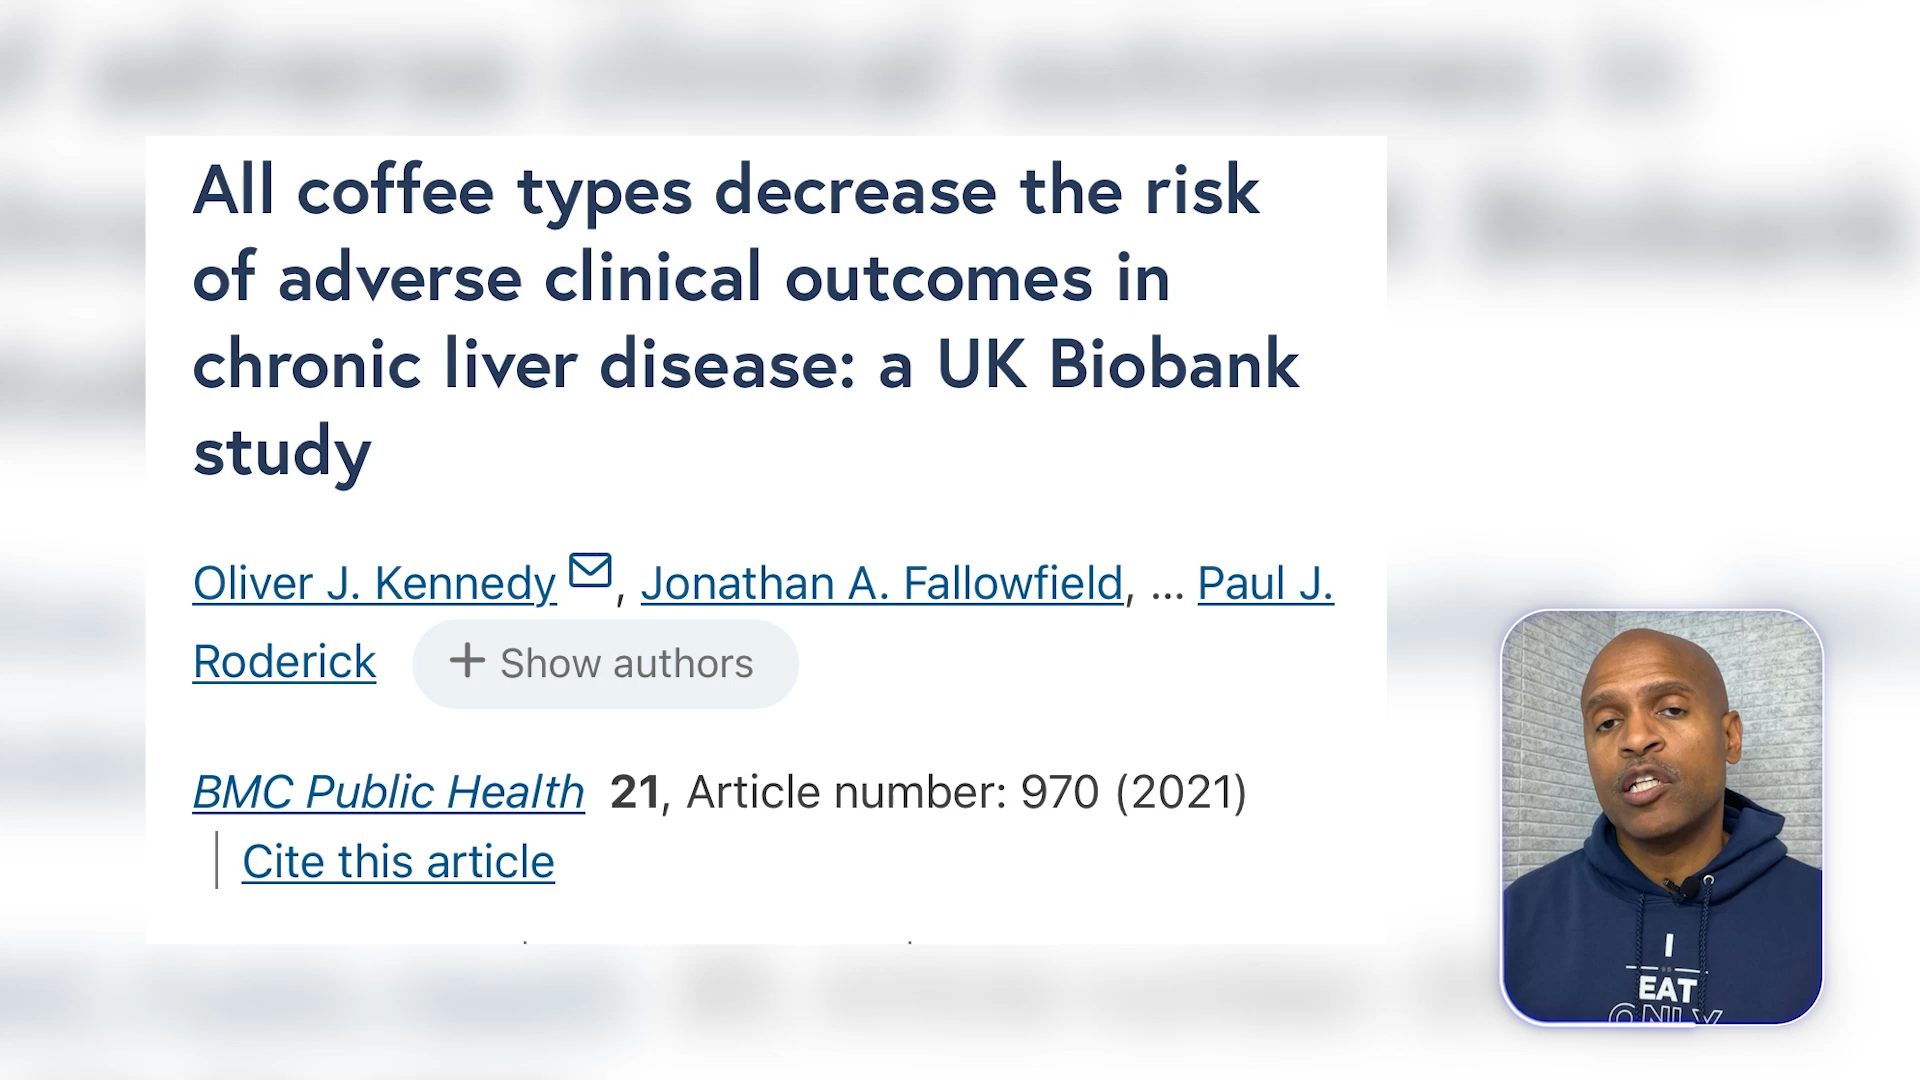 All coffee types decrease the risk
of adverse clinical outcomes in
chronic liver disease: a UK Biobank
study
Oliver J. Kennedy, Jonathan A. Fallowfield, ... Paul J.
Roderick + Show authors
BMC Public Health 21, Article number: 970 (2021)
| Cite this article
I
EAT
ONLY